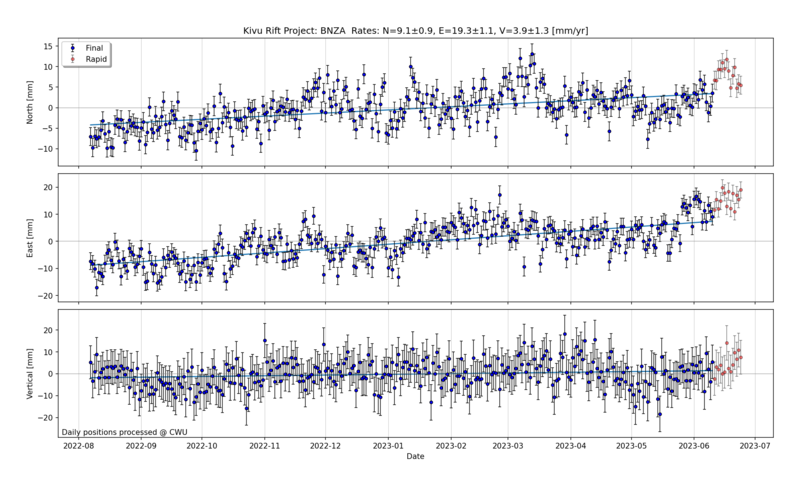 Kivu Rift Project: BNZA Rates: N=9.1±0.9, E=19.3±1.1, V=3.9±1.3 [mm/yr]
Final
Rapid
North [mm]
15
10
5
0
−5
−10
East [mm]
20
10
0
−10
−20
Vertical [mm]
20
10
0
−10
−20
Daily positions processed @ CWU
2022-08 2022-09 2022-10 2022-11 2022-12 2023-01 2023-02 2023-03 2023-04 2023-05 2023-06 2023-07
Date